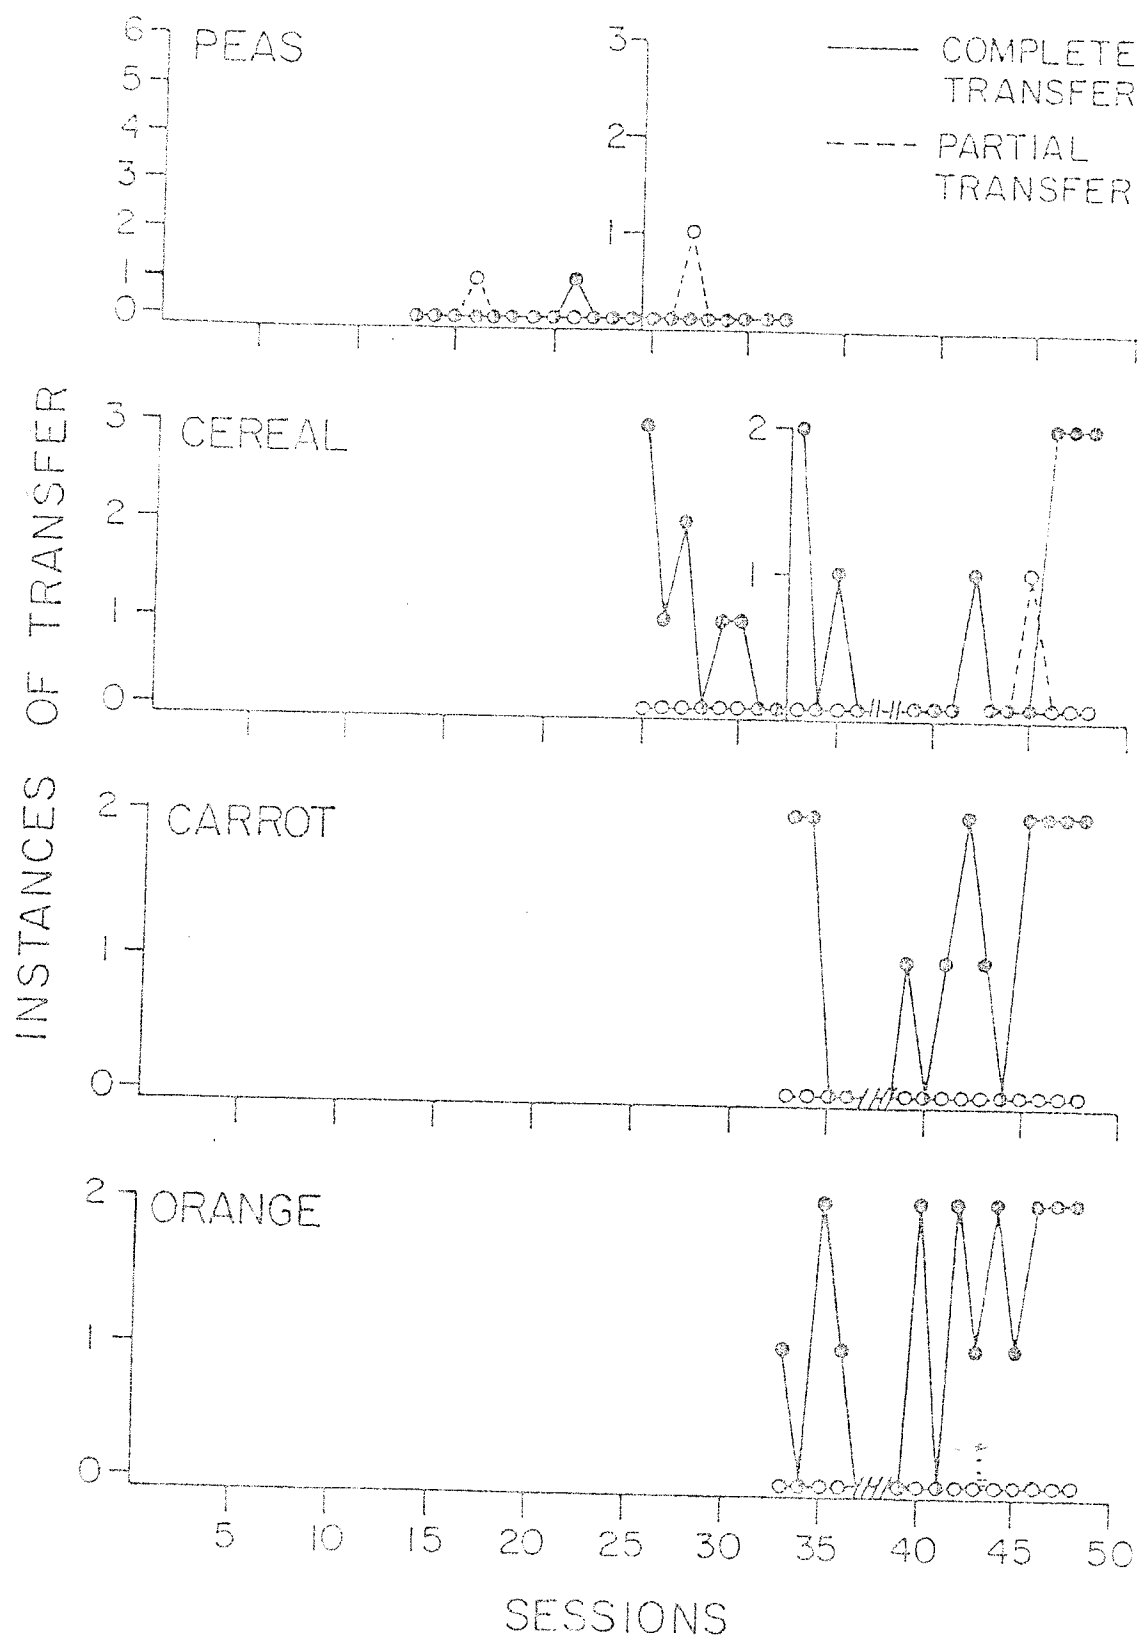 6 PEAS 3 COMPLETE
5 TRANSFER
4 2 PARTIAL
3 TRANSFER
2 1
1
0
INSTANCES OF TRANSFER
3 CEREAL 2
2
1 1
0
2 CARROT
1
0
2 ORANGE
1
0
5 10 15 20 25 30 35 40 45 50
SESSIONS